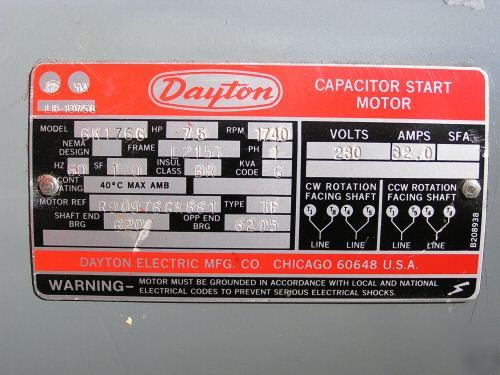 Dayton
CAPACITOR START
MOTOR
MODEL 6K176G HP 7.5 RPM 1740
NEMA DESIGN FRAME L215T PH 1
HZ 60 SF 1.0 INSUL CLASS KVA CODE G
CONT RATING 40°C MAX AMB
MOTOR REF TYPE
SHAFT END BRG OPP END BRG 6205
VOLTS AMPS SFA
230 32.0
CW ROTATION CCW ROTATION
FACING SHAFT FACING SHAFT
LINE LINE LINE LINE
B208938
DAYTON ELECTRIC MFG. CO. CHICAGO 60648 U.S.A.
WARNING– MOTOR MUST BE GROUNDED IN ACCORDANCE WITH LOCAL AND NATIONAL
ELECTRICAL CODES TO PREVENT SERIOUS ELECTRICAL SHOCKS.